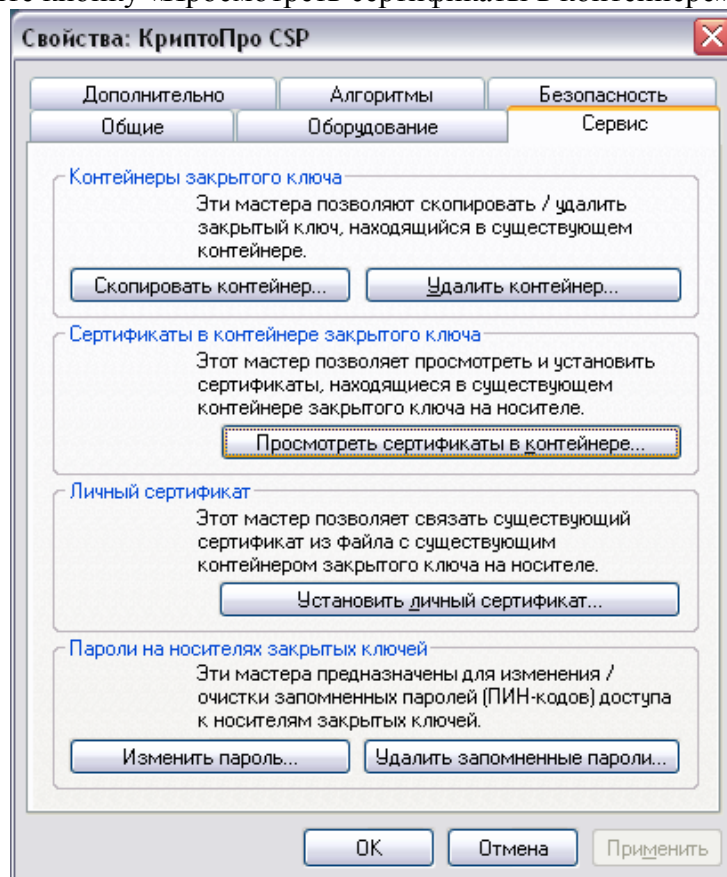 кнопку «Просмотреть сертификаты в контейнере
Свойства: КриптоПро CSP
Дополнительно Алгоритмы Безопасность
Общие Оборудование Сервис
Контейнеры закрытого ключа
Эти мастера позволяют скопировать / удалить
закрытый ключ, находящийся в существующем
контейнере.
Скопировать контейнер... Удалить контейнер...
Сертификаты в контейнере закрытого ключа
Этот мастер позволяет просмотреть и установить
сертификаты, находящиеся в существующем
контейнере закрытого ключа на носителе.
Просмотреть сертификаты в контейнере...
Личный сертификат
Этот мастер позволяет связать существующий
сертификат из файла с существующим
контейнером закрытого ключа на носителе.
Установить личный сертификат...
Пароли на носителях закрытых ключей
Эти мастера предназначены для изменения /
очистки запомненных паролей (ПИН-кодов) доступа
к носителям закрытых ключей.
Изменить пароль... Удалить запомненные пароли...
OK Отмена Применить